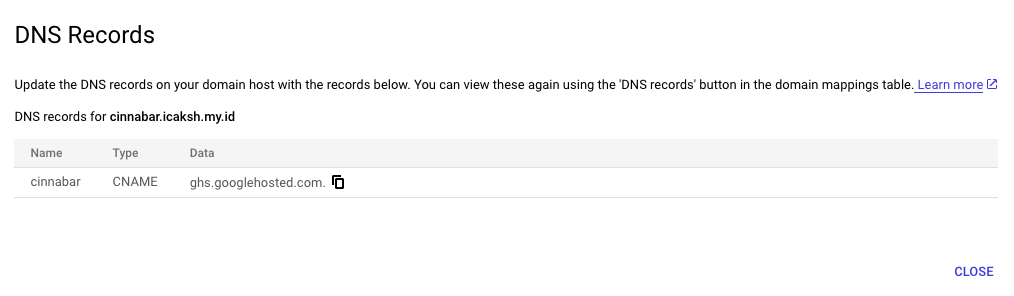 DNS Records
Update the DNS records on your domain host with the records below. You can view these again using the 'DNS records' button in the domain mappings table. Learn more
DNS records for cinnabar.icaksh.my.id
Name Type Data
cinnabar CNAME ghs.googlehosted.com.
CLOSE